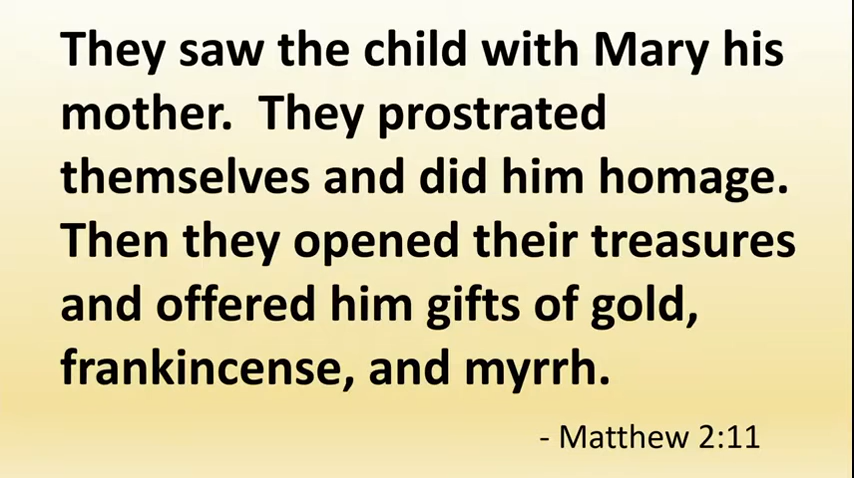 They saw the child with Mary his
mother.  They prostrated
themselves and did him homage.
Then they opened their treasures
and offered him gifts of gold,
frankincense, and myrrh.
- Matthew 2:11